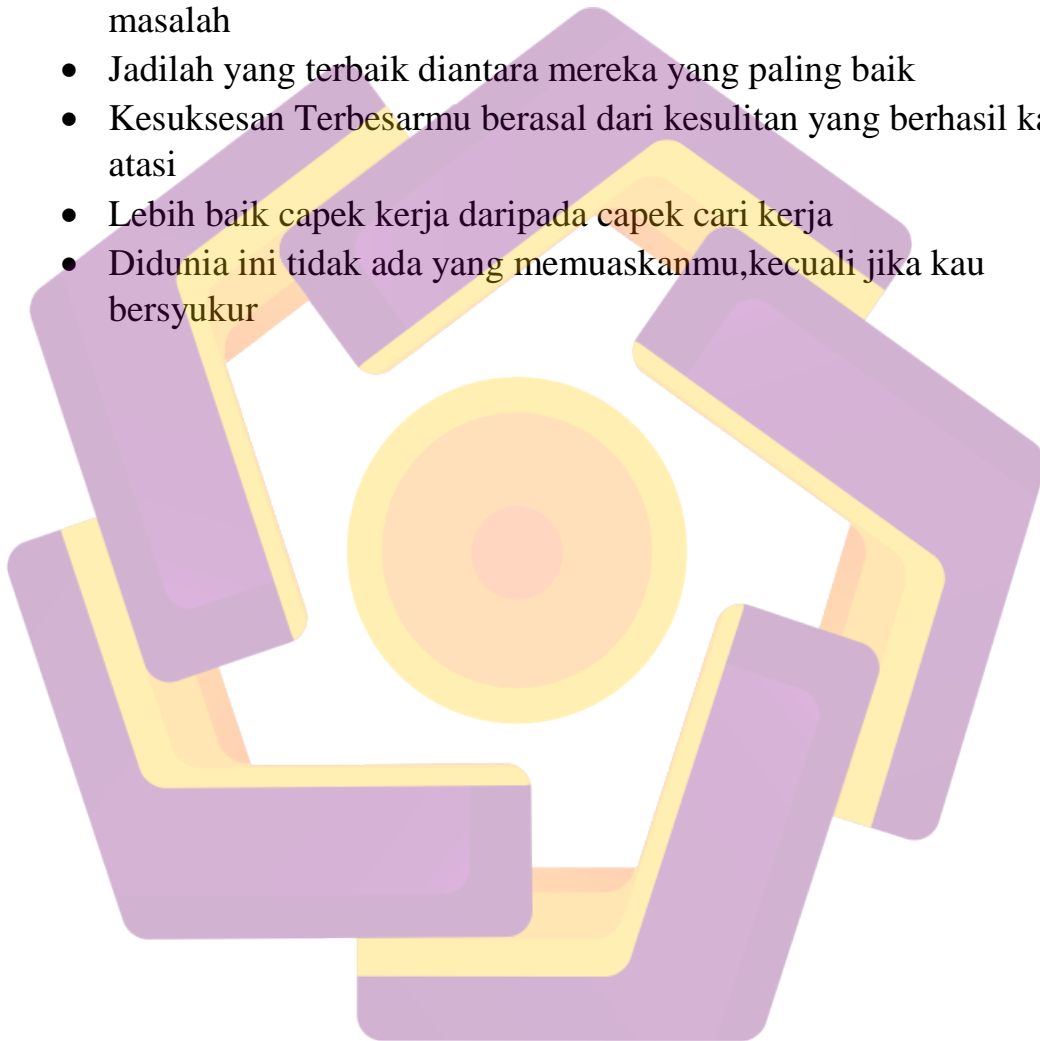 masalah
• Jadilah yang terbaik diantara mereka yang paling baik
• Kesuksesan Terbesarmu berasal dari kesulitan yang berhasil
atasi
• Lebih baik capek kerja daripada capek cari kerja
• Didunia ini tidak ada yang memuaskanmu,kecuali jika kau
bersyukur